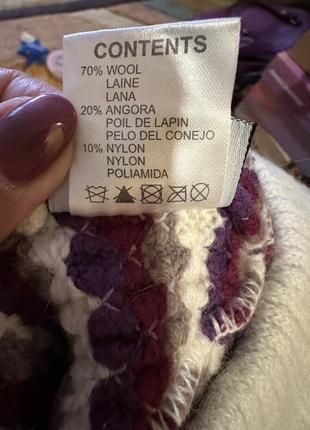 CONTENTS
70% WOOL
LAINE
LANA
20% ANGORA
POIL DE LAPIN
PELO DEL CONEJO
10% NYLON
NYLON
POLIAMIDA